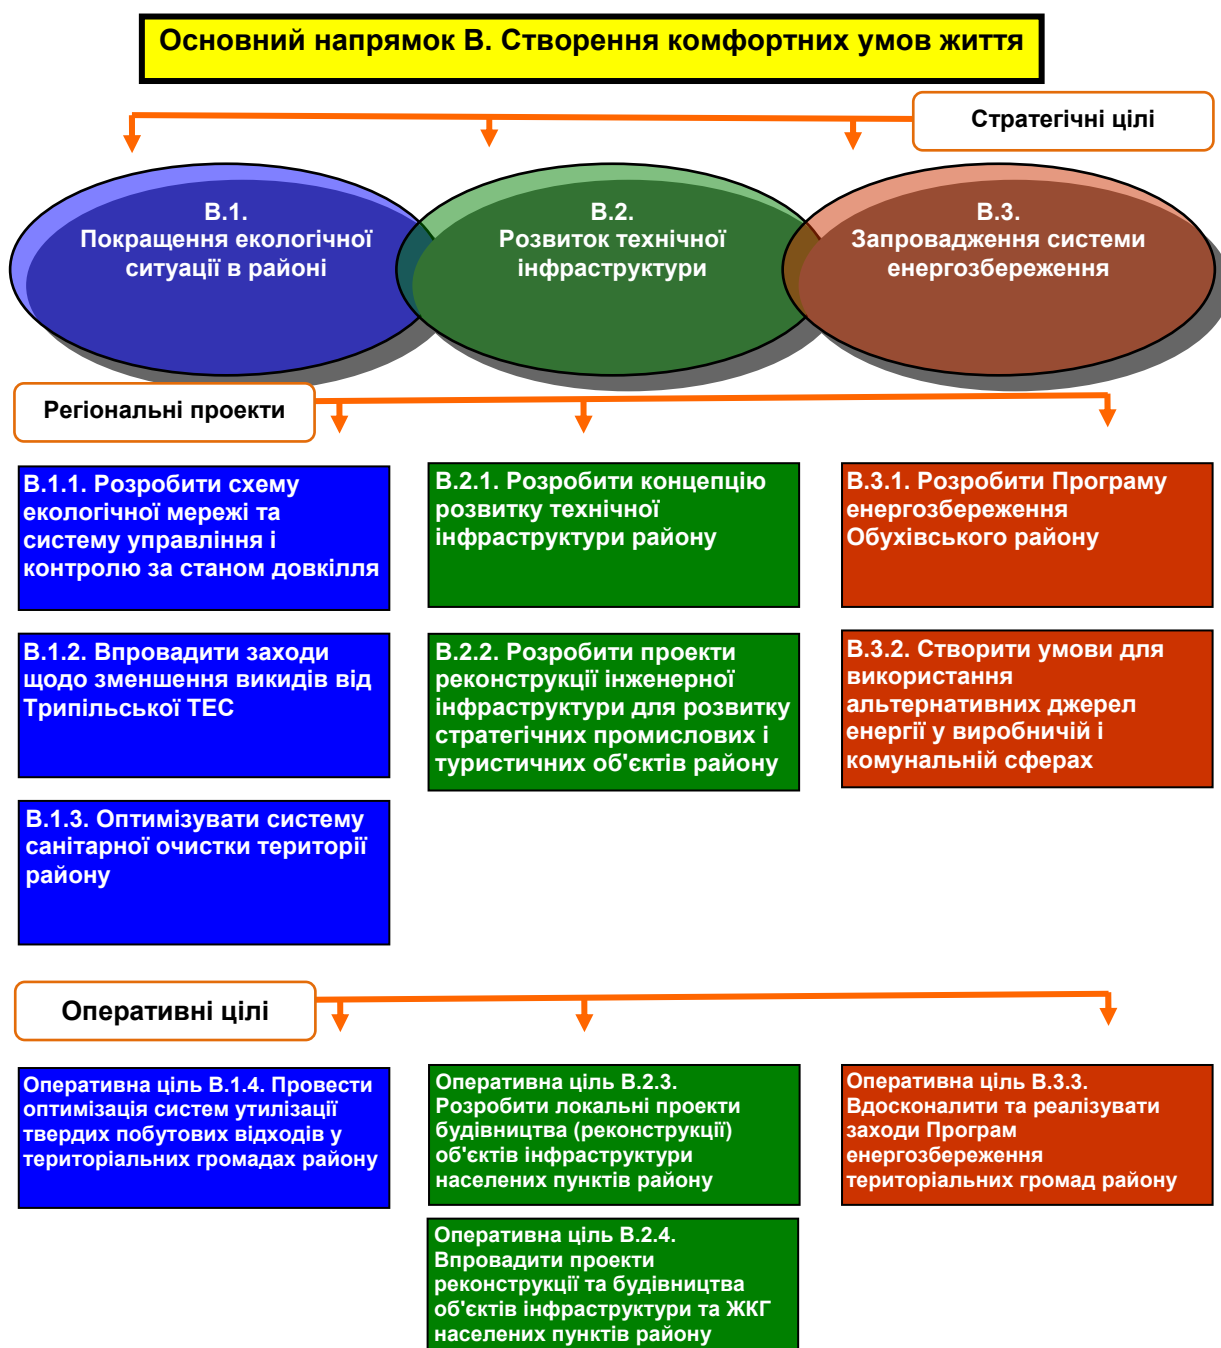 Основний напрямок В. Створення комфортних умов життя
Стратегічні цілі
В.1.
Покращення екологічної
ситуації в районі
В.2.
Розвиток технічної
інфраструктури
В.3.
Запровадження системи
енергозбереження
Регіональні проекти
В.1.1. Розробити схему
екологічної мережі та
систему управління і
контролю за станом довкілля
В.2.1. Розробити концепцію
розвитку технічної
інфраструктури району
В.3.1. Розробити Програму
енергозбереження
Обухівського району
В.1.2. Впровадити заходи
щодо зменшення викидів від
Трипільської ТЕС
В.2.2. Розробити проекти
реконструкції інженерної
інфраструктури для розвитку
стратегічних промислових і
туристичних об'єктів району
В.3.2. Створити умови для
використання
альтернативних джерел
енергії у виробничій і
комунальній сферах
В.1.3. Оптимізувати систему
санітарної очистки території
району
Оперативні цілі
Оперативна ціль В.1.4. Провести
оптимізація систем утилізації
твердих побутових відходів у
територіальних громадах району
Оперативна ціль В.2.3.
Розробити локальні проекти
будівництва (реконструкції)
об'єктів інфраструктури
населених пунктів району
Оперативна ціль В.3.3.
Вдосконалити та реалізувати
заходи Програм
енергозбереження
територіальних громад району
Оперативна ціль В.2.4.
Впровадити проекти
реконструкції та будівництва
об'єктів інфраструктури та ЖКГ
населених пунктів району